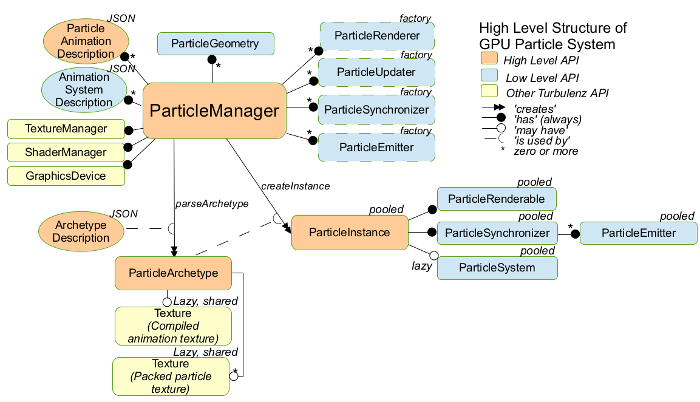 JSON
Particle
Animation
Description
*
JSON
Animation
System
Description
*
TextureManager
ShaderManager
GraphicsDevice
ParticleGeometry
*
ParticleManager
factory
ParticleRenderer
*
factory
ParticleUpdater
*
factory
ParticleSynchronizer
*
factory
ParticleEmitter
*
High Level Structure of
GPU Particle System
High Level API
Low Level API
Other Turbulenz API
'creates'
'has' (always)
'may have'
'is used by'
* zero or more
parseArchetype
createInstance
JSON
Archetype
Description
pooled
ParticleInstance
pooled
ParticleRenderable
pooled
ParticleSynchronizer
*
pooled
ParticleEmitter
lazy
pooled
ParticleSystem
ParticleArchetype
Lazy, shared
Texture
(Compiled
animation texture)
Lazy, shared
Texture
(Packed particle
texture)
*